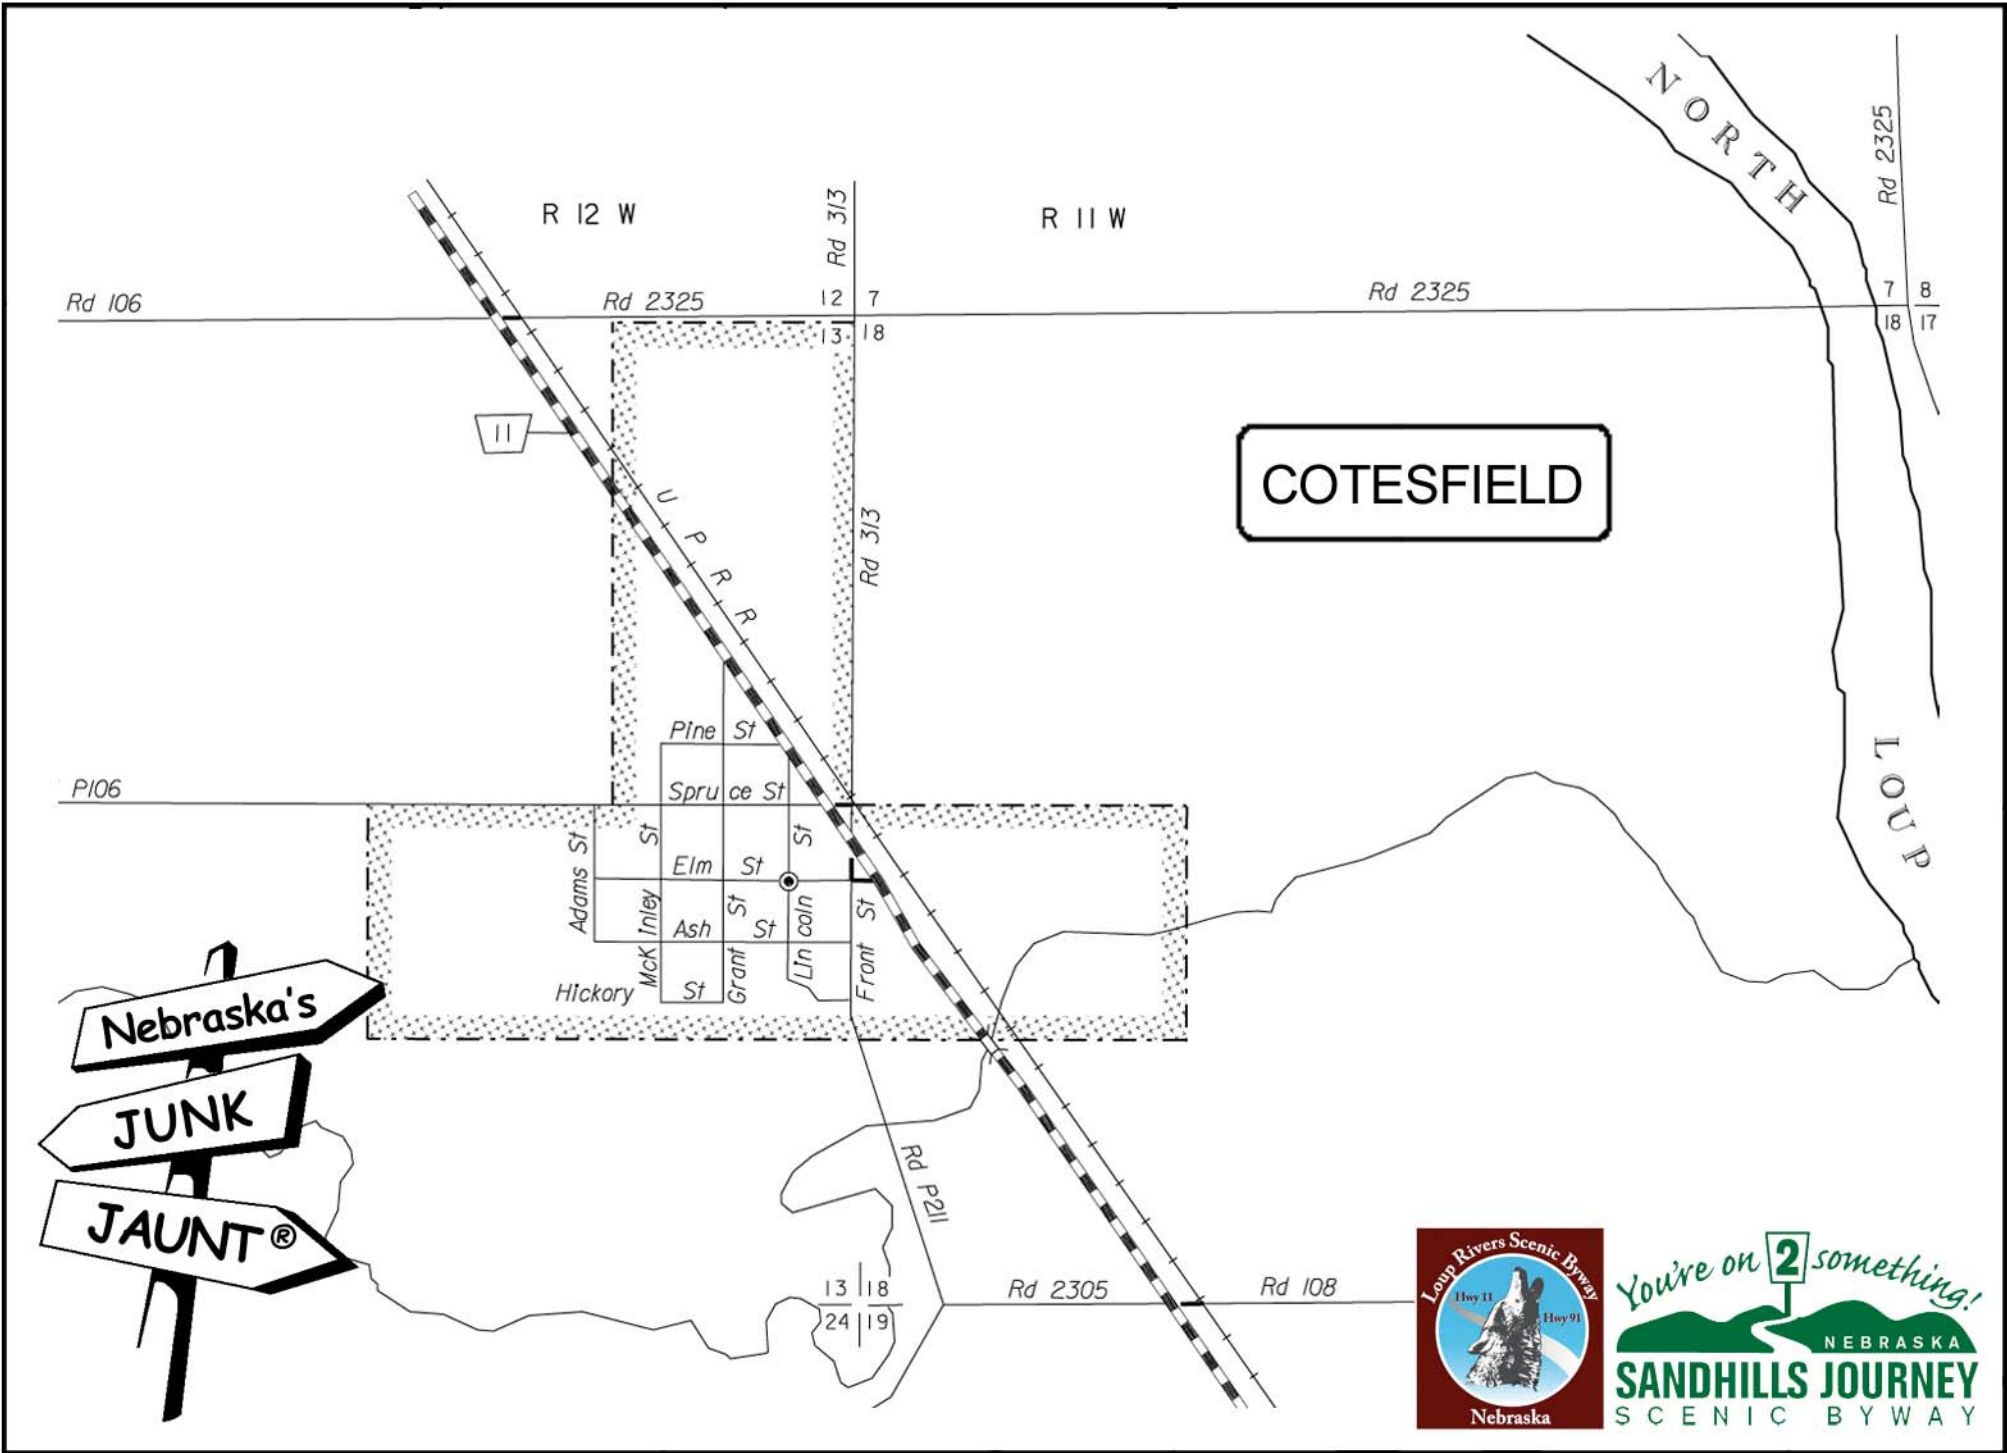 NORTH
Rd 2325
R 12 W
Rd 313
R 11 W
Rd 106
Rd 2325
12 7
Rd 2325
7 8
13 18
18 17
11
COTESFIELD
UPRR
Rd 313
Pine St
LOUP
P106
Spruce St
Adams St
McKinley St
Elm St
Lincoln St
Grant St
Front St
Ash St
Hickory St
Nebraska's
JUNK
JAUNT®
Rd P211
13 18
24 19
Rd 2305
Rd 108
Loup Rivers Scenic Byway
Hwy 11
Hwy 91
Nebraska
You're on 2 something!
NEBRASKA
SANDHILLS JOURNEY
SCENIC BYWAY